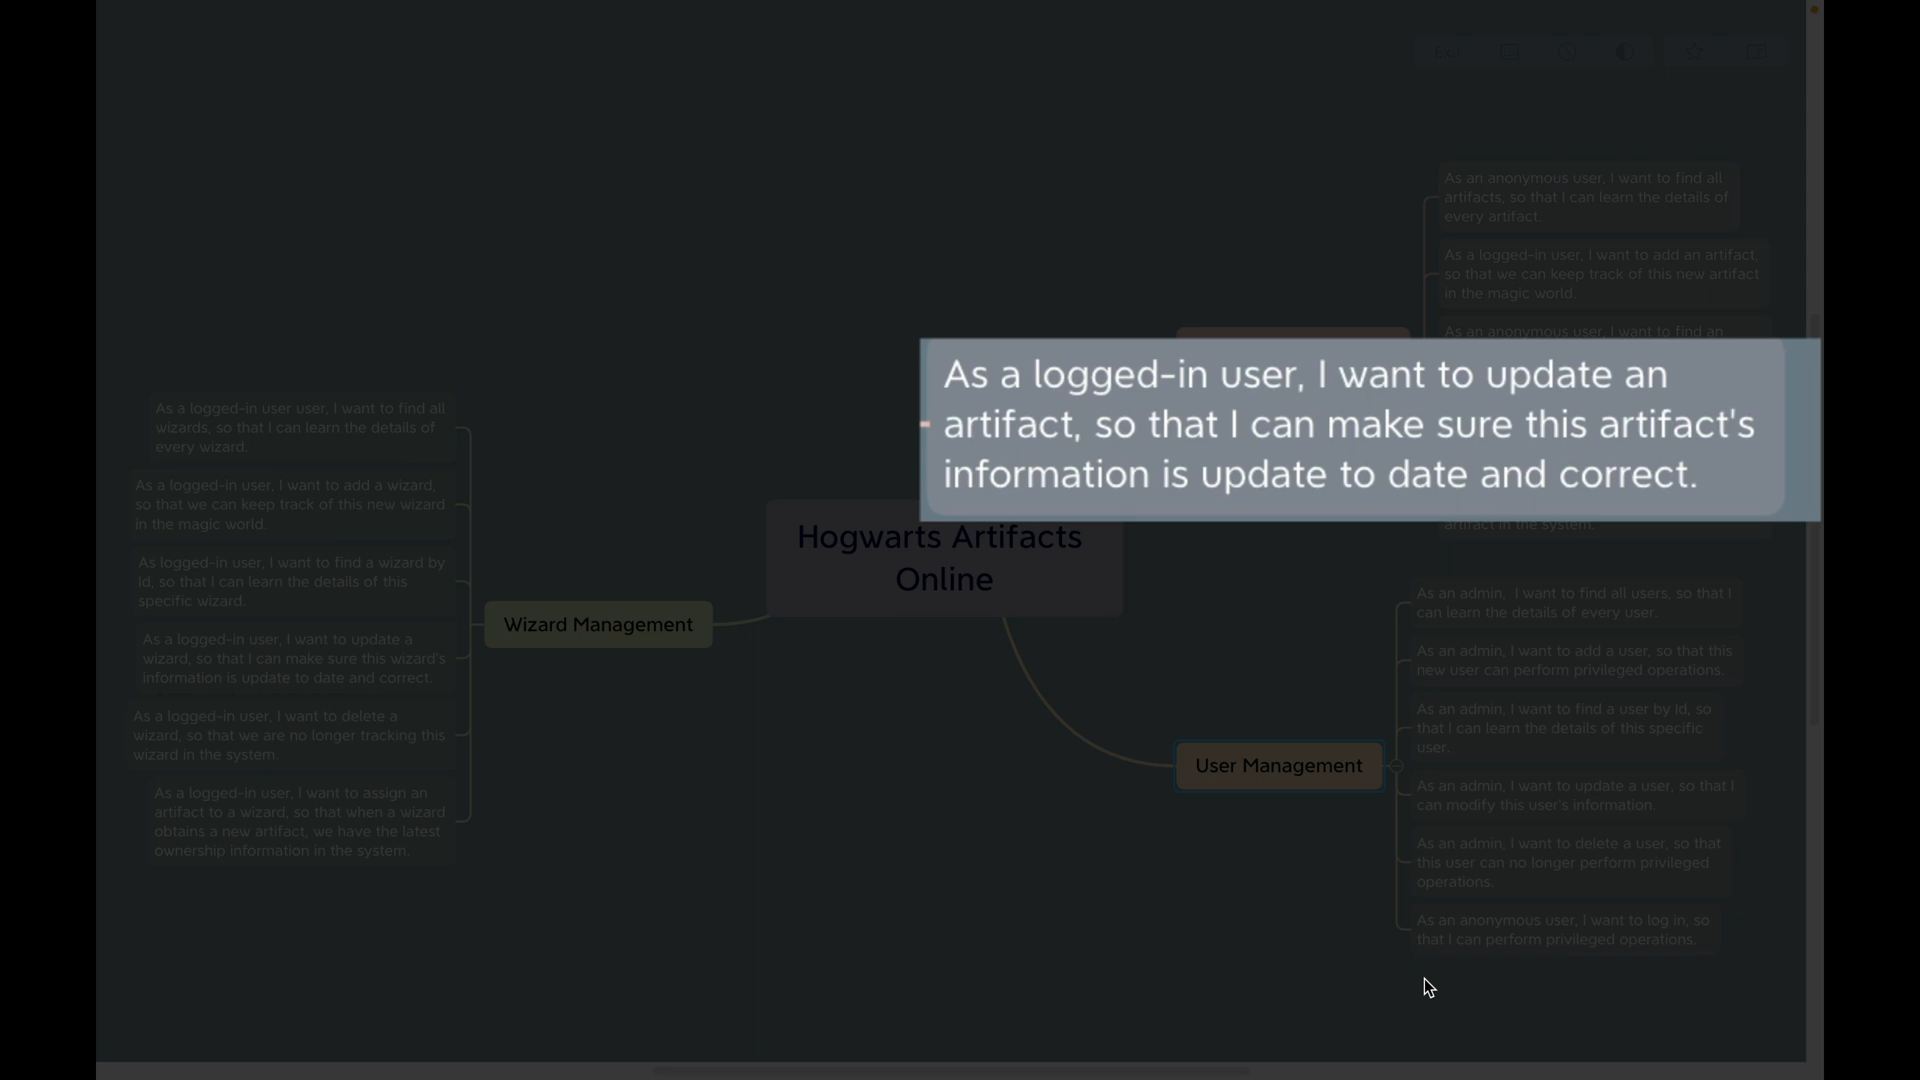 As an anonymous user, I want to find all
artifacts, so that I can learn the details of
every artifact.
As a logged-in user, I want to add an artifact,
so that we can keep track of this new artifact
in the magic world.
As an anonymous user, I want to find an
As a logged-in user, I want to update an
artifact, so that I can make sure this artifact's
information is update to date and correct.
artifact in the system.
Hogwarts Artifacts
Online
Wizard Management
As a logged-in user user, I want to find all
wizards, so that I can learn the details of
every wizard.
As a logged-in user, I want to add a wizard,
so that we can keep track of this new wizard
in the magic world.
As logged-in user, I want to find a wizard by
Id, so that I can learn the details of this
specific wizard.
As a logged-in user, I want to update a
wizard, so that I can make sure this wizard's
information is update to date and correct.
As a logged-in user, I want to delete a
wizard, so that we are no longer tracking this
wizard in the system.
As a logged-in user, I want to assign an
artifact to a wizard, so that when a wizard
obtains a new artifact, we have the latest
ownership information in the system.
User Management
As an admin, I want to find all users, so that I
can learn the details of every user.
As an admin, I want to add a user, so that this
new user can perform privileged operations.
As an admin, I want to find a user by Id, so
that I can learn the details of this specific
user.
As an admin, I want to update a user, so that I
can modify this user's information.
As an admin, I want to delete a user, so that
this user can no longer perform privileged
operations.
As an anonymous user, I want to log in, so
that I can perform privileged operations.